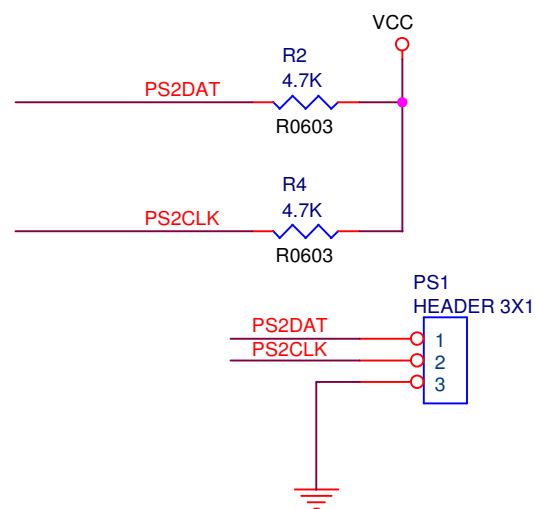 VCC
R2
4.7K
PS2DAT
R0603
R4
4.7K
PS2CLK
R0603
PS1
HEADER 3X1
PS2DAT
1
PS2CLK
2
3